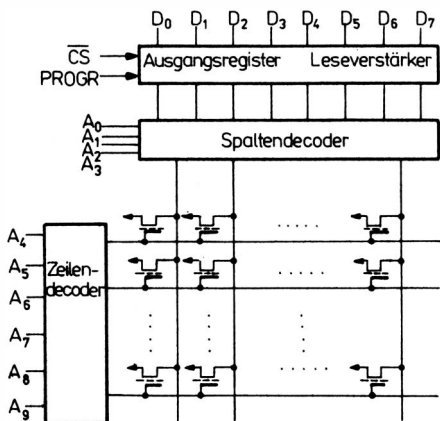 D0 D1 D2 D3 D4 D5 D6 D7
CS
PROGR
Ausgangsregister Leseverstärker
A0
A1
A2
A3
Spaltendecoder
A4
A5
A6
A7
A8
A9
Zeilen-
decoder